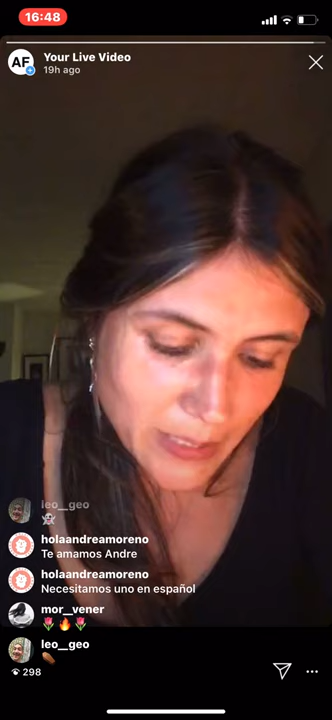 16:48
AF
Your Live Video
19h ago
leo__geo
👻
holaandreamoreno
Te amamos Andre
holaandreamoreno
Necesitamos uno en español
mor__vener
🌷🔥🌷
leo__geo
298